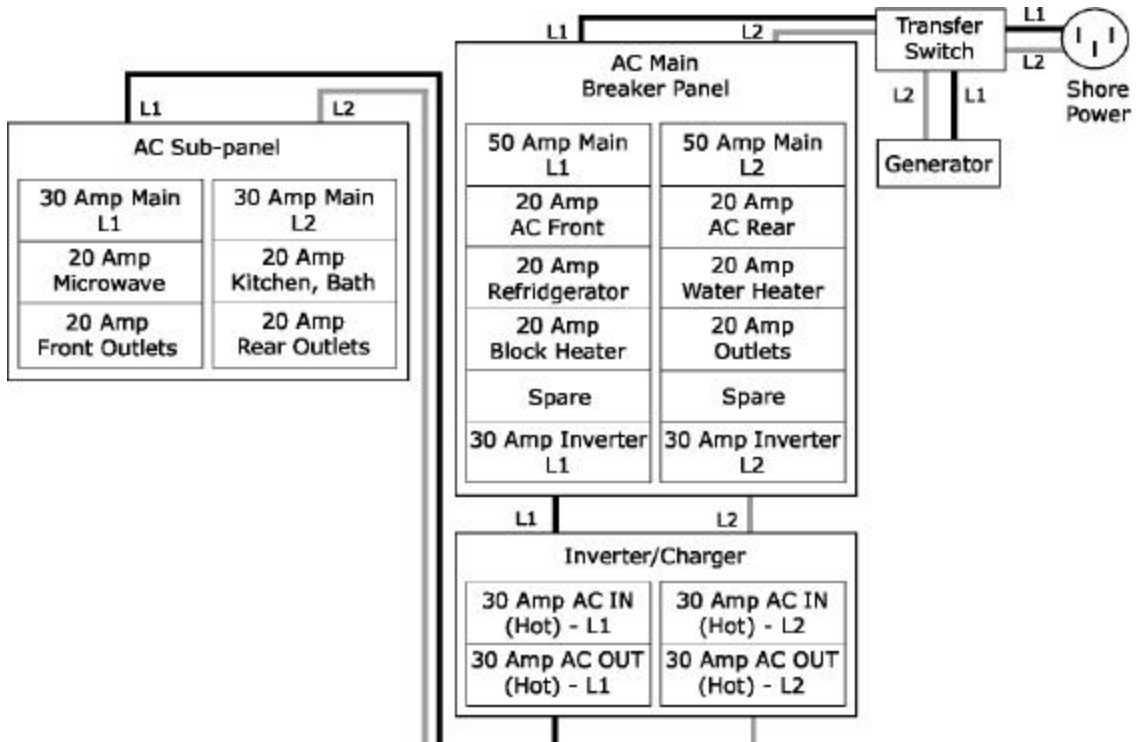 L1
L2
Transfer
Switch
L1
L2
Shore
Power
L2
L1
Generator
AC Main
Breaker Panel
50 Amp Main
L1
50 Amp Main
L2
20 Amp
AC Front
20 Amp
AC Rear
20 Amp
Refridgerator
20 Amp
Water Heater
20 Amp
Block Heater
20 Amp
Outlets
Spare
Spare
30 Amp Inverter
L1
30 Amp Inverter
L2
L1
L2
AC Sub-panel
30 Amp Main
L1
30 Amp Main
L2
20 Amp
Microwave
20 Amp
Kitchen, Bath
20 Amp
Front Outlets
20 Amp
Rear Outlets
L1
L2
Inverter/Charger
30 Amp AC IN
(Hot) - L1
30 Amp AC IN
(Hot) - L2
30 Amp AC OUT
(Hot) - L1
30 Amp AC OUT
(Hot) - L2